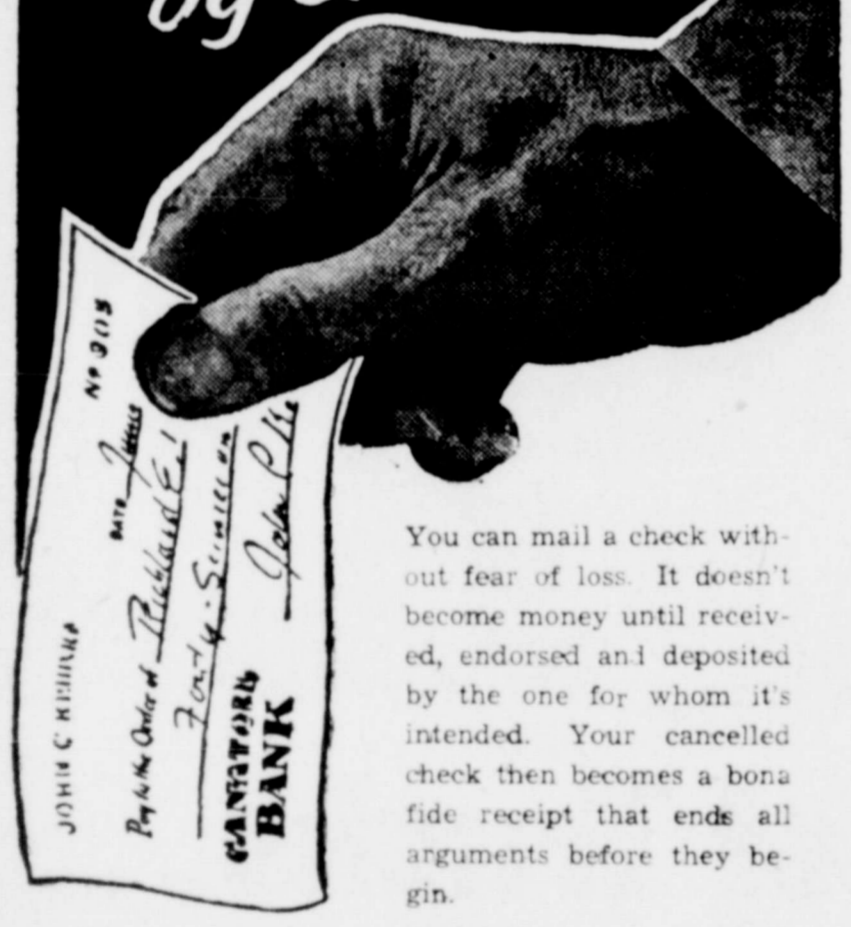 You can mail a check with-
out fear of loss. It doesn't
become money until receiv-
ed, endorsed and deposited
by the one for whom it's
intended. Your cancelled
check then becomes a bona
fide receipt that ends all
arguments before they be-
gin.
JOHN C
DATE
Pay to the Order of
BANK